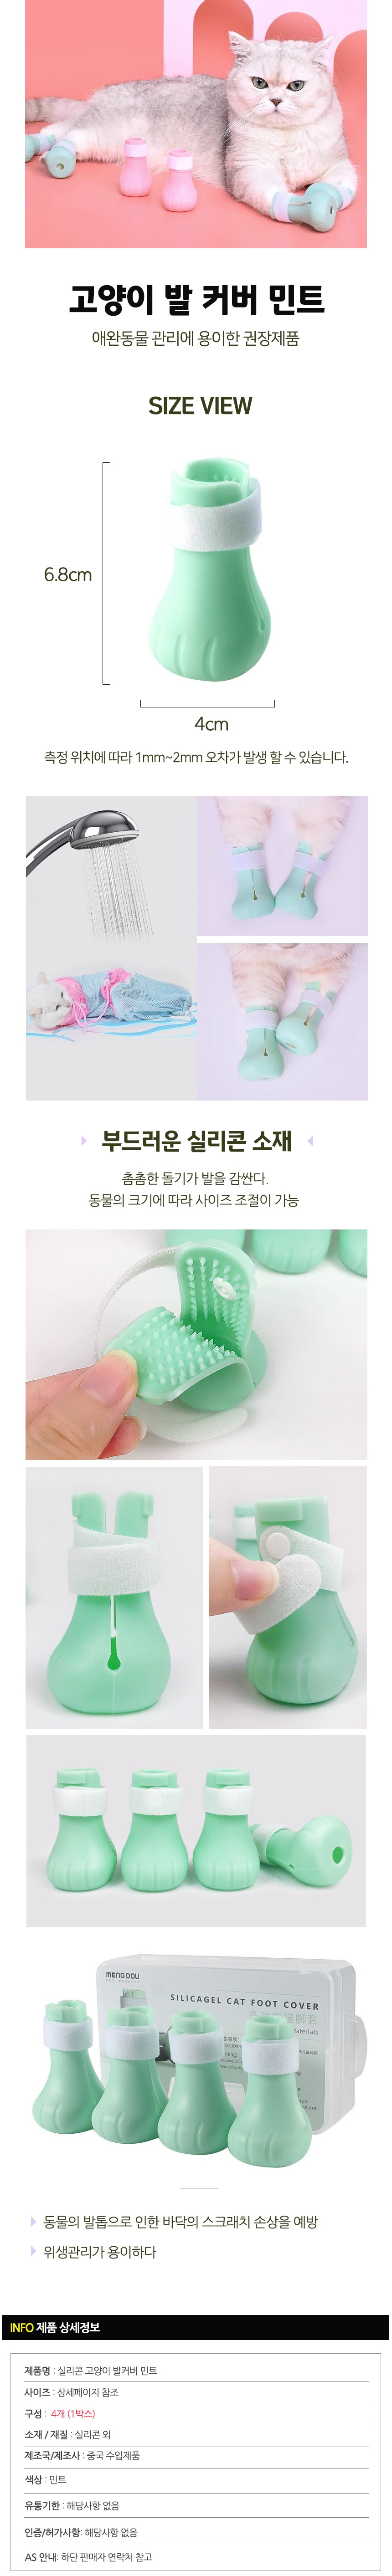 고양이 발 커버 민트
애완동물 관리에 용이한 권장제품
SIZE VIEW
6.8cm
4cm
측정 위치에 따라 1mm~2mm 오차가 발생 할 수 있습니다.
부드러운 실리콘 소재
촘촘한 돌기가 발을 감싼다.
동물의 크기에 따라 사이즈 조절이 가능
MENG DOU
SILICAGEL CAT FOOT COVER
Materials
동물의 발톱으로 인한 바닥의 스크래치 손상을 예방
위생관리가 용이하다
INFO 제품 상세정보
제품명 : 실리콘 고양이 발커버 민트
사이즈 : 상세페이지 참조
구성 : 4개 (1박스)
소재 / 재질 : 실리콘 외
제조국/제조사 : 중국 수입제품
색상 : 민트
유통기한 : 해당사항 없음
인증/허가사항: 해당사항 없음
AS 안내: 하단 판매자 연락처 참고